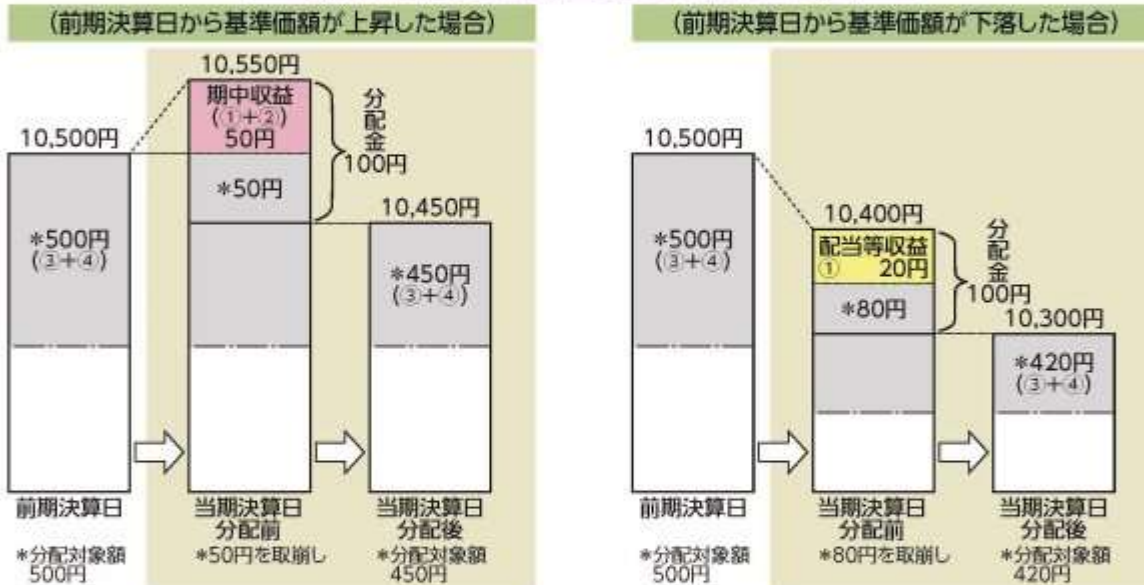 (前期決算日から基準価額が上昇した場合)
10,550円
期中収益
(①+②)
50円
分配金
100円
10,500円
*50円
10,450円
*500円
(③+④)
*450円
(③+④)
前期決算日
当期決算日
分配前
当期決算日
分配後
*分配対象額
500円
*50円を取崩し
*分配対象額
450円
(前期決算日から基準価額が下落した場合)
10,500円
*500円
(③+④)
10,400円
配当等収益
① 20円
分配金
100円
*80円
10,300円
*420円
(③+④)
前期決算日
当期決算日
分配前
当期決算日
分配後
*分配対象額
500円
*80円を取崩し
*分配対象額
420円